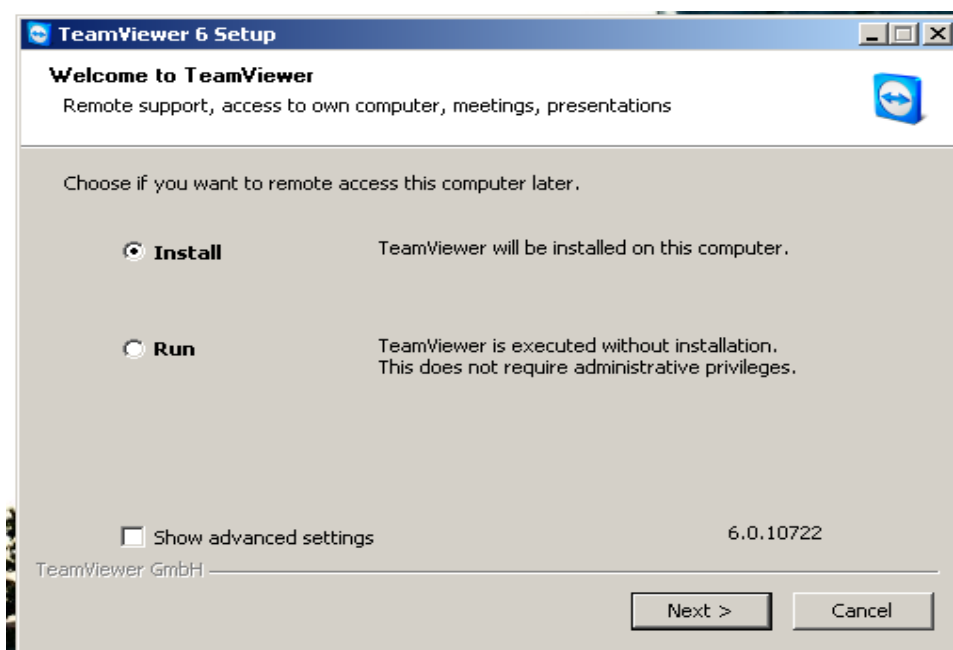 TeamViewer 6 Setup
Welcome to TeamViewer
Remote support, access to own computer, meetings, presentations
Choose if you want to remote access this computer later.
Install
TeamViewer will be installed on this computer.
Run
TeamViewer is executed without installation.
This does not require administrative privileges.
Show advanced settings
6.0.10722
TeamViewer GmbH
Next >
Cancel